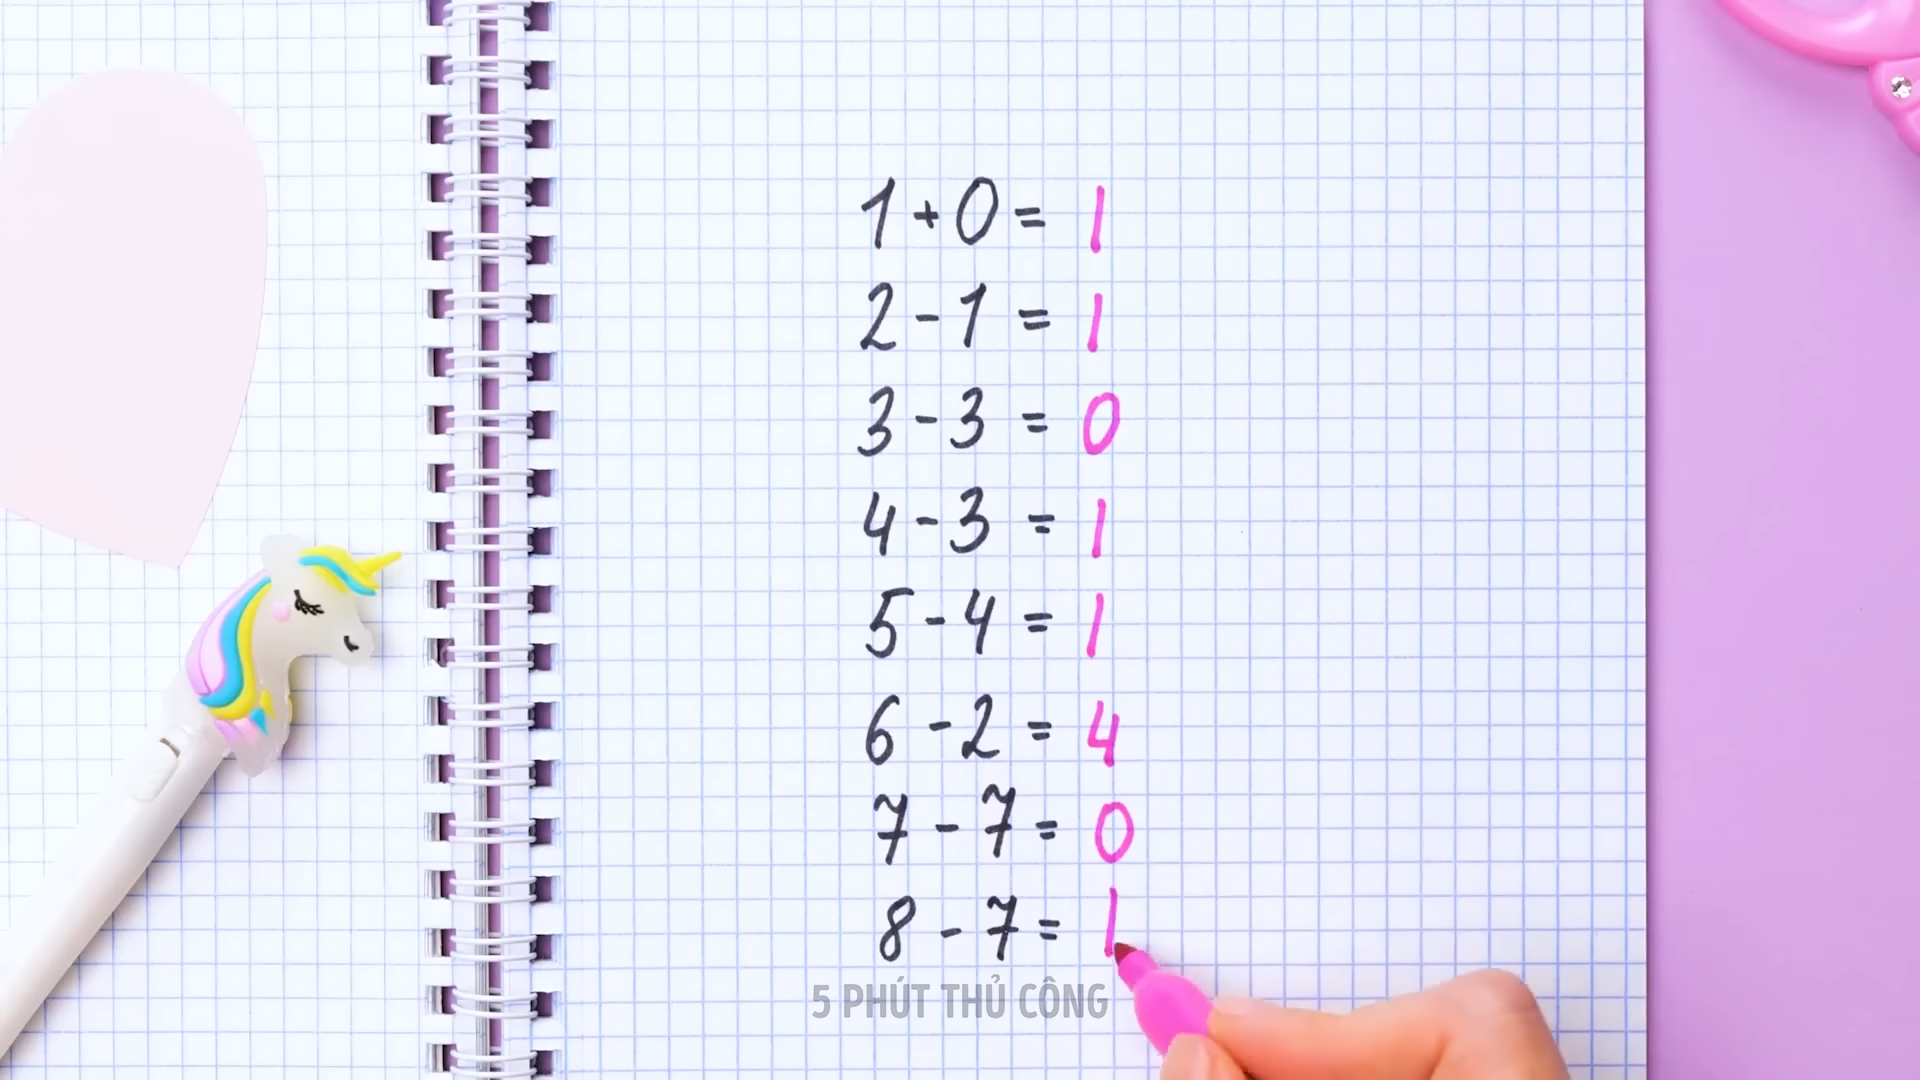 1 + 0 = 1
2 - 1 = 1
3 - 3 = 0
4 - 3 = 1
5 - 4 = 1
6 - 2 = 4
7 - 7 = 0
8 - 7 = 1
5 PHÚT THỦ CÔNG